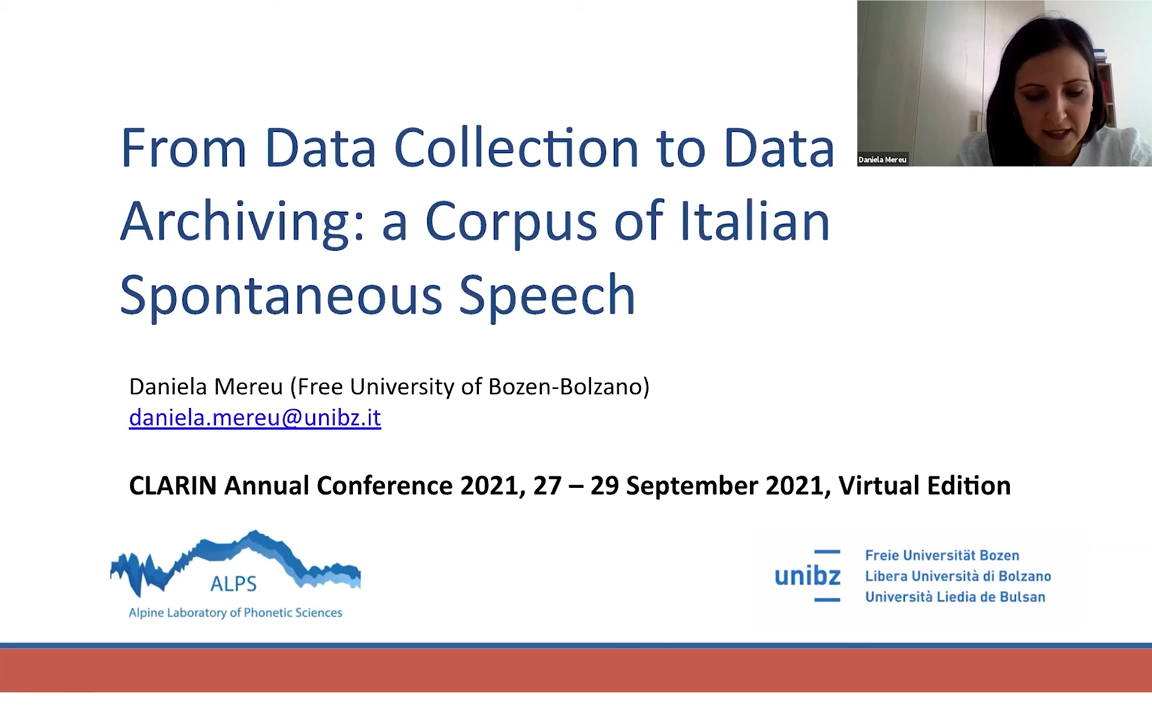 From Data Collection to Data
Archiving: a Corpus of Italian
Spontaneous Speech
Daniela Mereu
Daniela Mereu (Free University of Bozen-Bolzano)
daniela.mereu@unibz.it
CLARIN Annual Conference 2021, 27 – 29 September 2021, Virtual Edition
ALPS
Alpine Laboratory of Phonetic Sciences
unibz
Freie Universität Bozen
Libera Università di Bolzano
Università Liedia de Bulsan